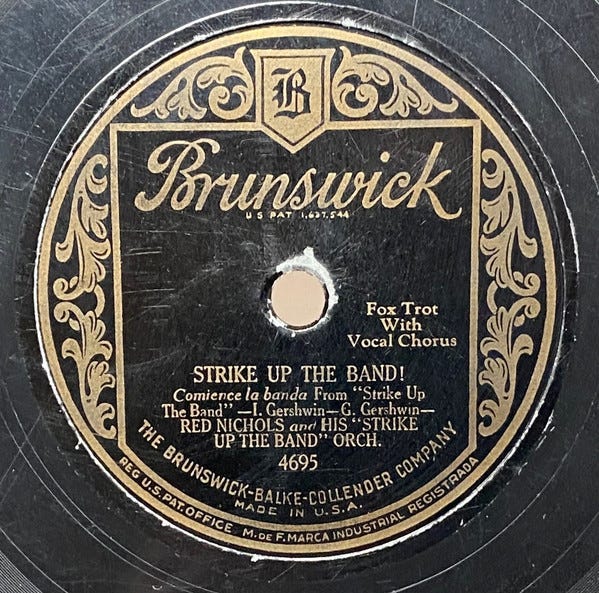 B
Brunswick
U S PAT 1,637,544
Fox Trot
With
Vocal Chorus
STRIKE UP THE BAND!
Comience la banda From "Strike Up
The Band" —I. Gershwin—G. Gershwin—
RED NICHOLS and HIS "STRIKE
UP THE BAND" ORCH.
4695
THE BRUNSWICK-BALKE-COLLENDER COMPANY
MADE IN U.S.A.
REG U.S. PAT. OFFICE M. DE F. MARCA INDUSTRIAL REGISTRADA